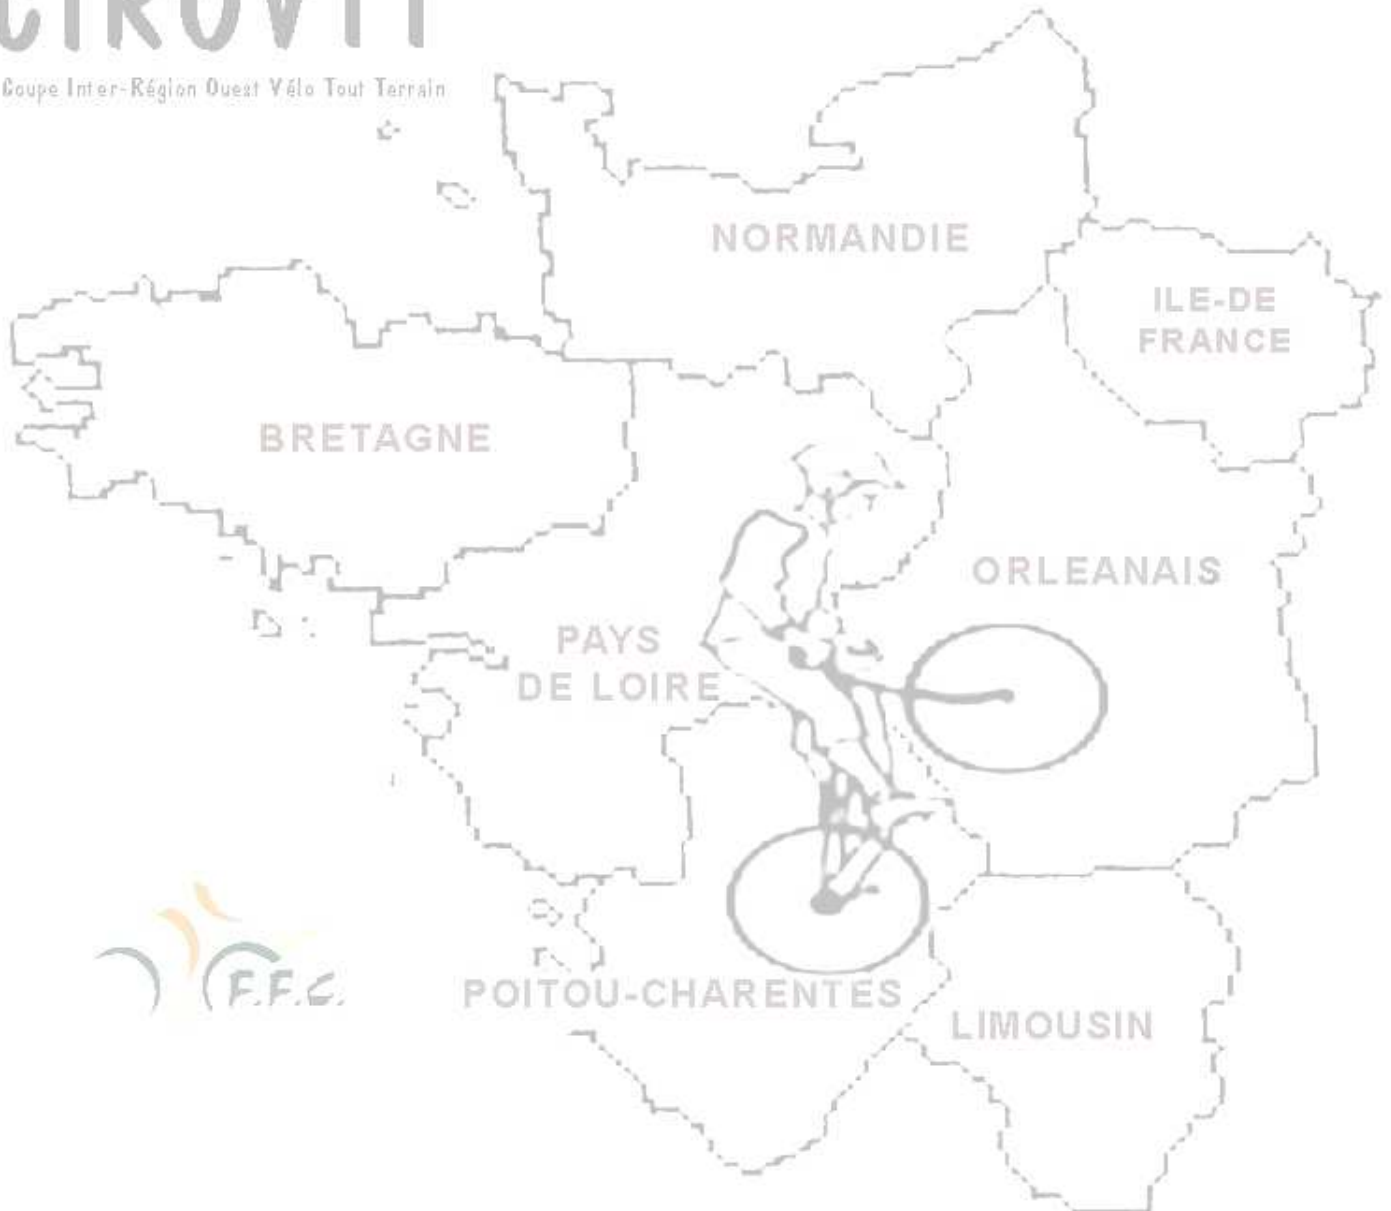 CIROVTT
Coupe Inter-Région Ouest Vélo Tout Terrain
NORMANDIE
ILE-DE
FRANCE
BRETAGNE
ORLEANAIS
PAYS
DE LOIRE
F.F.C.
POITOU-CHARENTES
LIMOUSIN